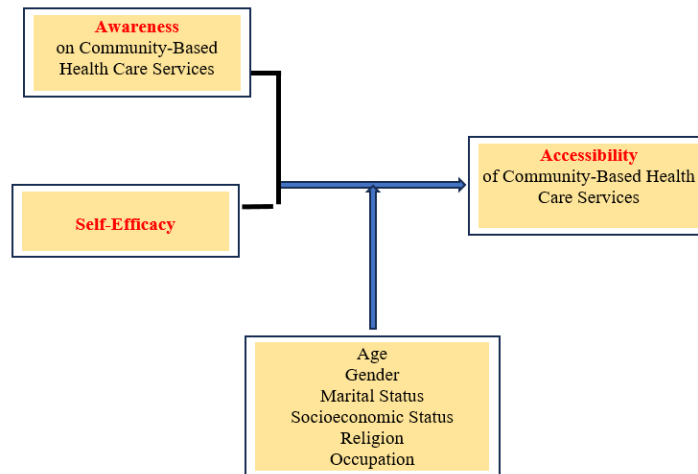 Awareness
on Community-Based
Health Care Services
Accessibility
of Community-Based Health
Care Services
Self-Efficacy
Age
Gender
Marital Status
Socioeconomic Status
Religion
Occupation